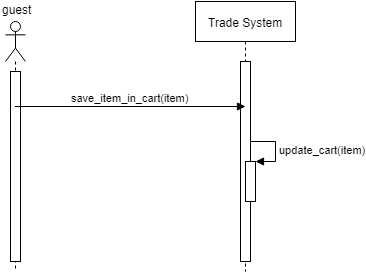 guest
Trade System
save_item_in_cart(item)
update_cart(item)